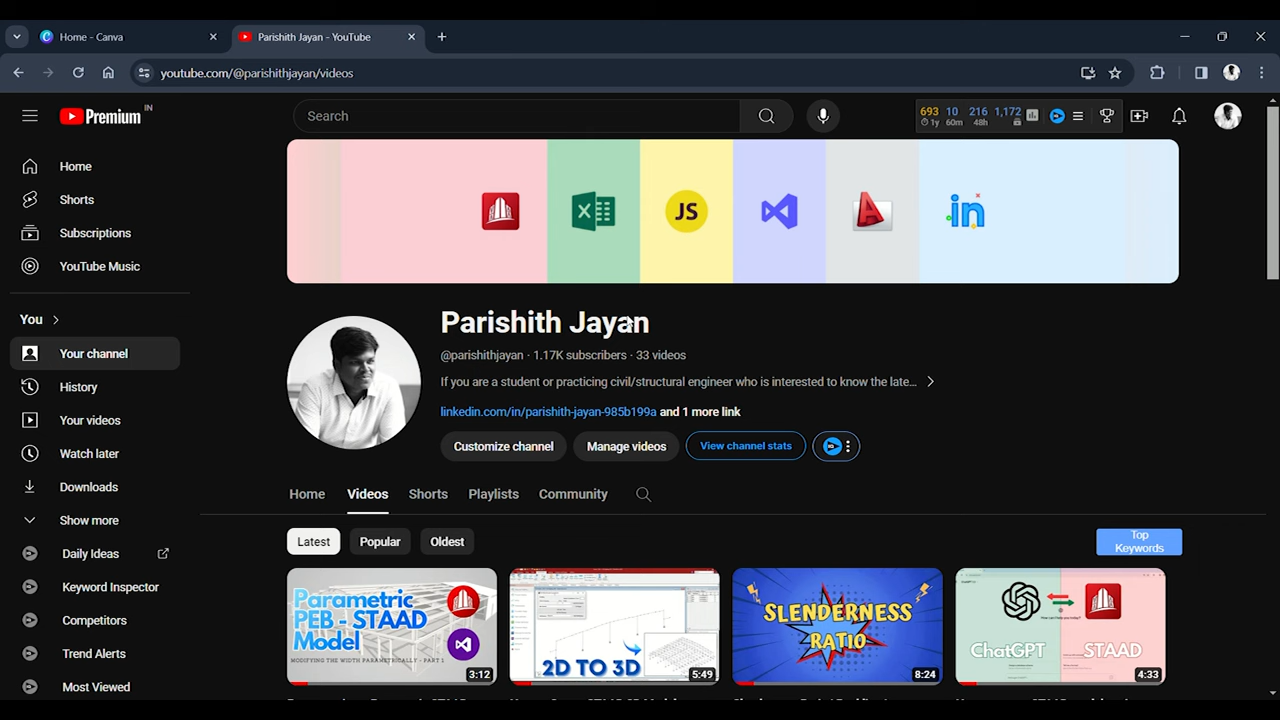 Home - Canva
Parishith Jayan - YouTube
youtube.com/@parishithjayan/videos
Premium IN
Search
693 10 216 1,172
1y 60m 48h
Home
Shorts
Subscriptions
YouTube Music
You
Your channel
History
Your videos
Watch later
Downloads
Show more
Daily Ideas
Keyword Inspector
Competitors
Trend Alerts
Most Viewed
JS
A
in
Parishith Jayan
@parishithjayan · 1.17K subscribers · 33 videos
If you are a student or practicing civil/structural engineer who is interested to know the late...
linkedin.com/in/parishith-jayan-985b199a and 1 more link
Customize channel
Manage videos
View channel stats
Home
Videos
Shorts
Playlists
Community
Latest
Popular
Oldest
Top
Keywords
Parametric
PEB - STAAD
Model
MODIFYING THE WIDTH PARAMETRICALLY - PART 1
3:12
2D TO 3D
5:49
SLENDERNESS
RATIO
8:24
ChatGPT
STAAD
4:33